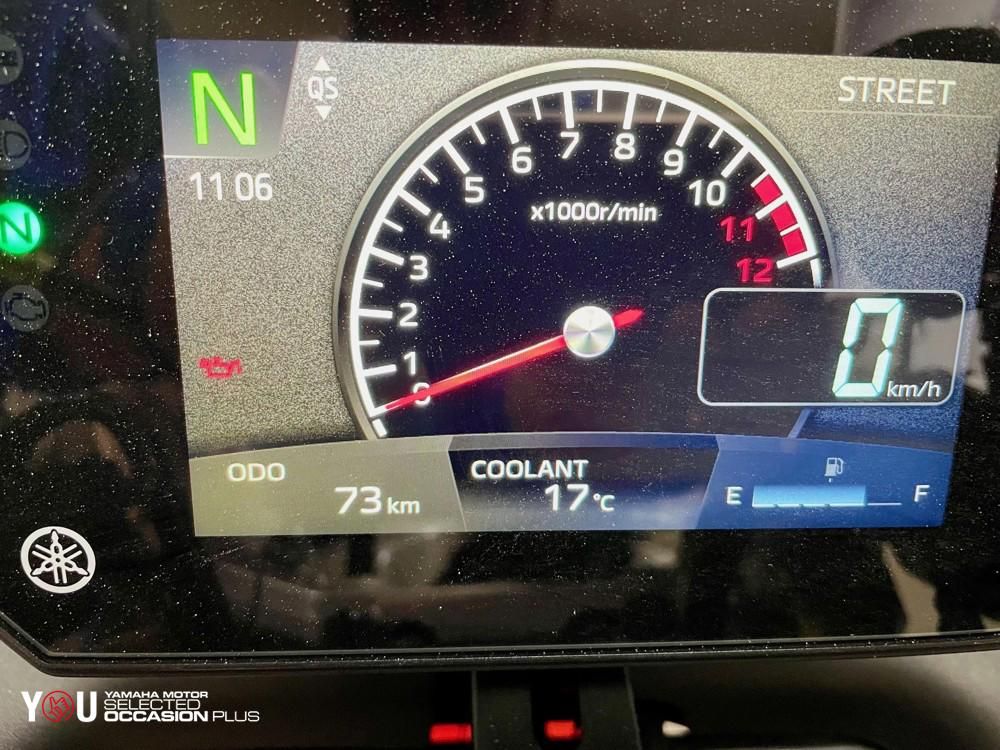 N
QS
STREET
11 06
N
0
1
2
3
4
5
6
7
8
9
10
11
12
x1000r/min
0
km/h
ODO
73 km
COOLANT
17 °C
E
F
YOU YAMAHA MOTOR
SELECTED
OCCASION PLUS